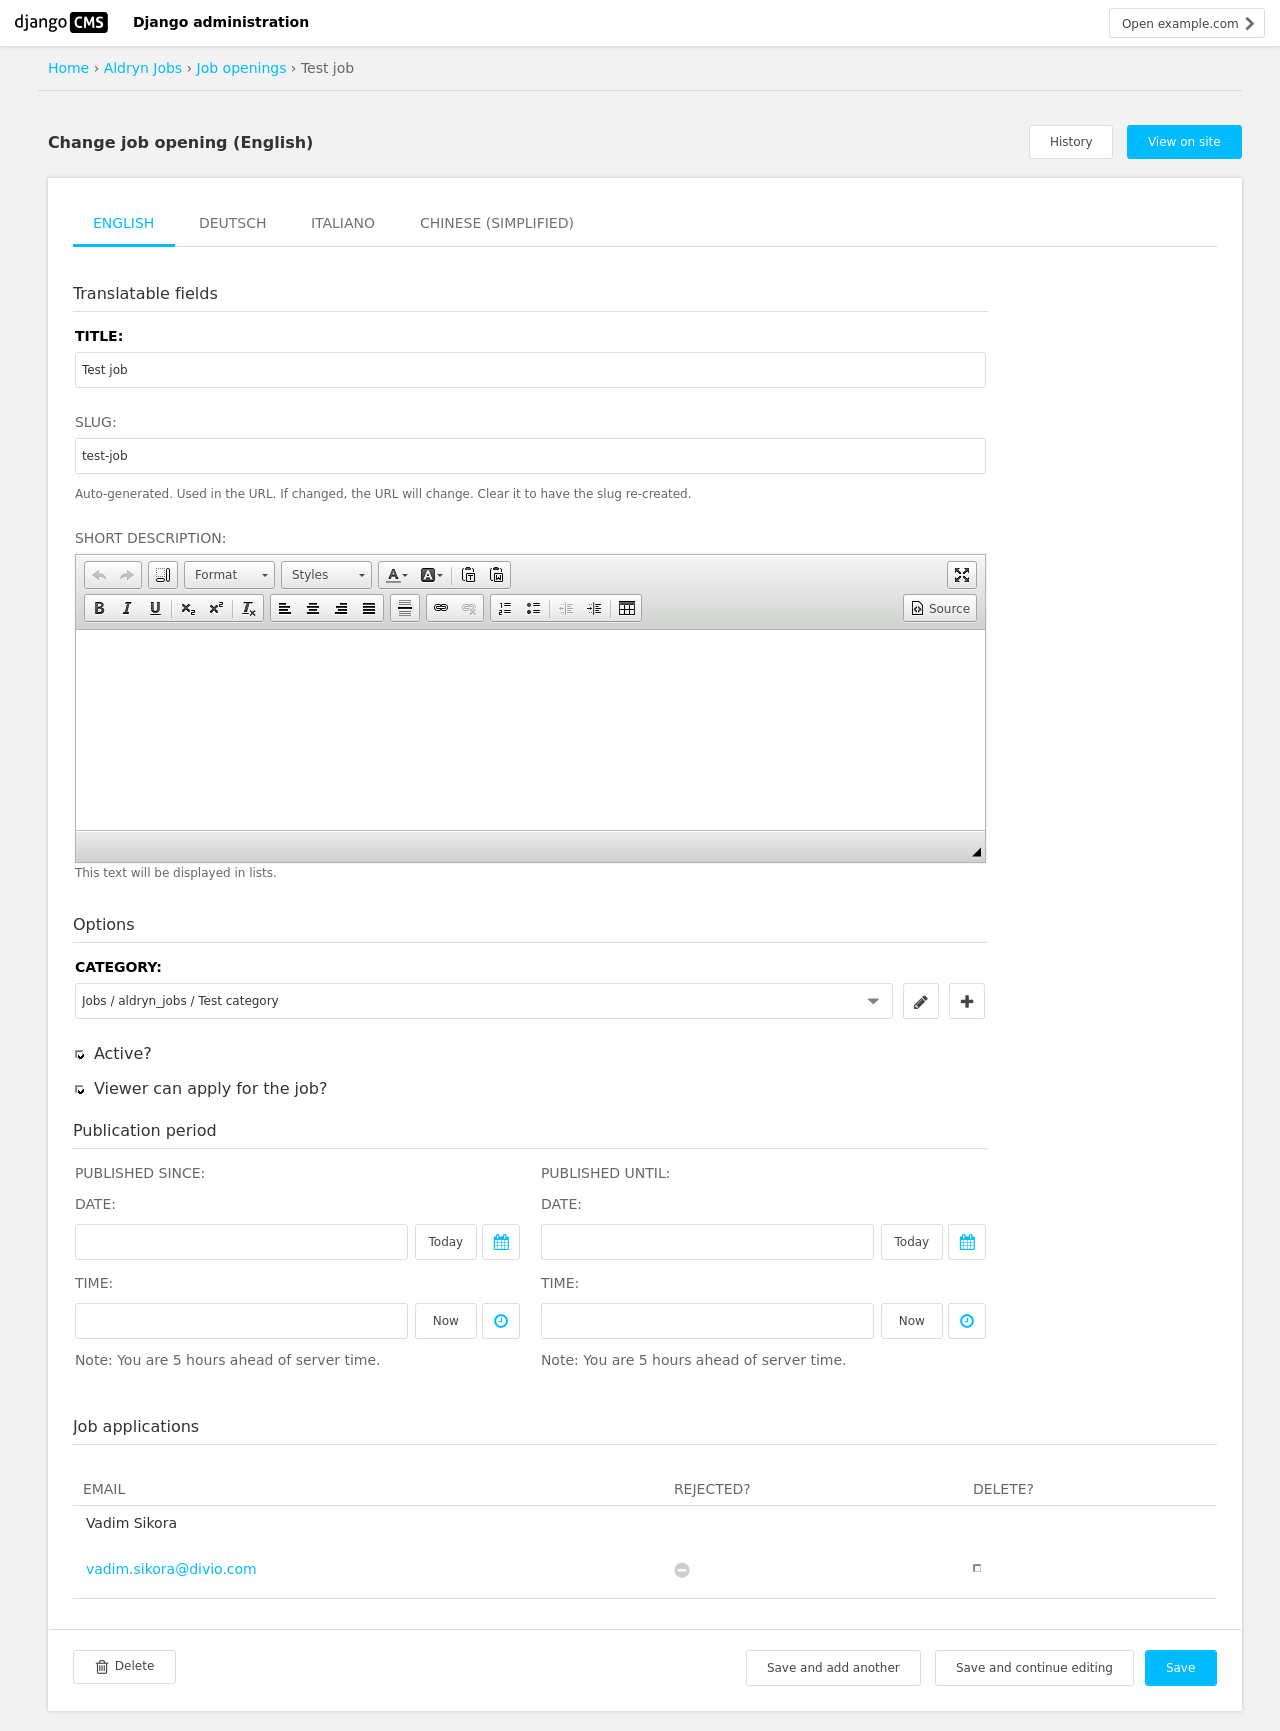 django CMS Django administration Open example.com
Home › Aldryn Jobs › Job openings › Test job
Change job opening (English) History View on site
ENGLISH DEUTSCH ITALIANO CHINESE (SIMPLIFIED)
Translatable fields
TITLE:
Test job
SLUG:
test-job
Auto-generated. Used in the URL. If changed, the URL will change. Clear it to have the slug re-created.
SHORT DESCRIPTION:
Format Styles A A
B I U x₂ x² Tx Source
This text will be displayed in lists.
Options
CATEGORY:
Jobs / aldryn_jobs / Test category
Active?
Viewer can apply for the job?
Publication period
PUBLISHED SINCE: PUBLISHED UNTIL:
DATE: DATE:
Today Today
TIME: TIME:
Now Now
Note: You are 5 hours ahead of server time. Note: You are 5 hours ahead of server time.
Job applications
EMAIL REJECTED? DELETE?
Vadim Sikora
vadim.sikora@divio.com
Delete Save and add another Save and continue editing Save